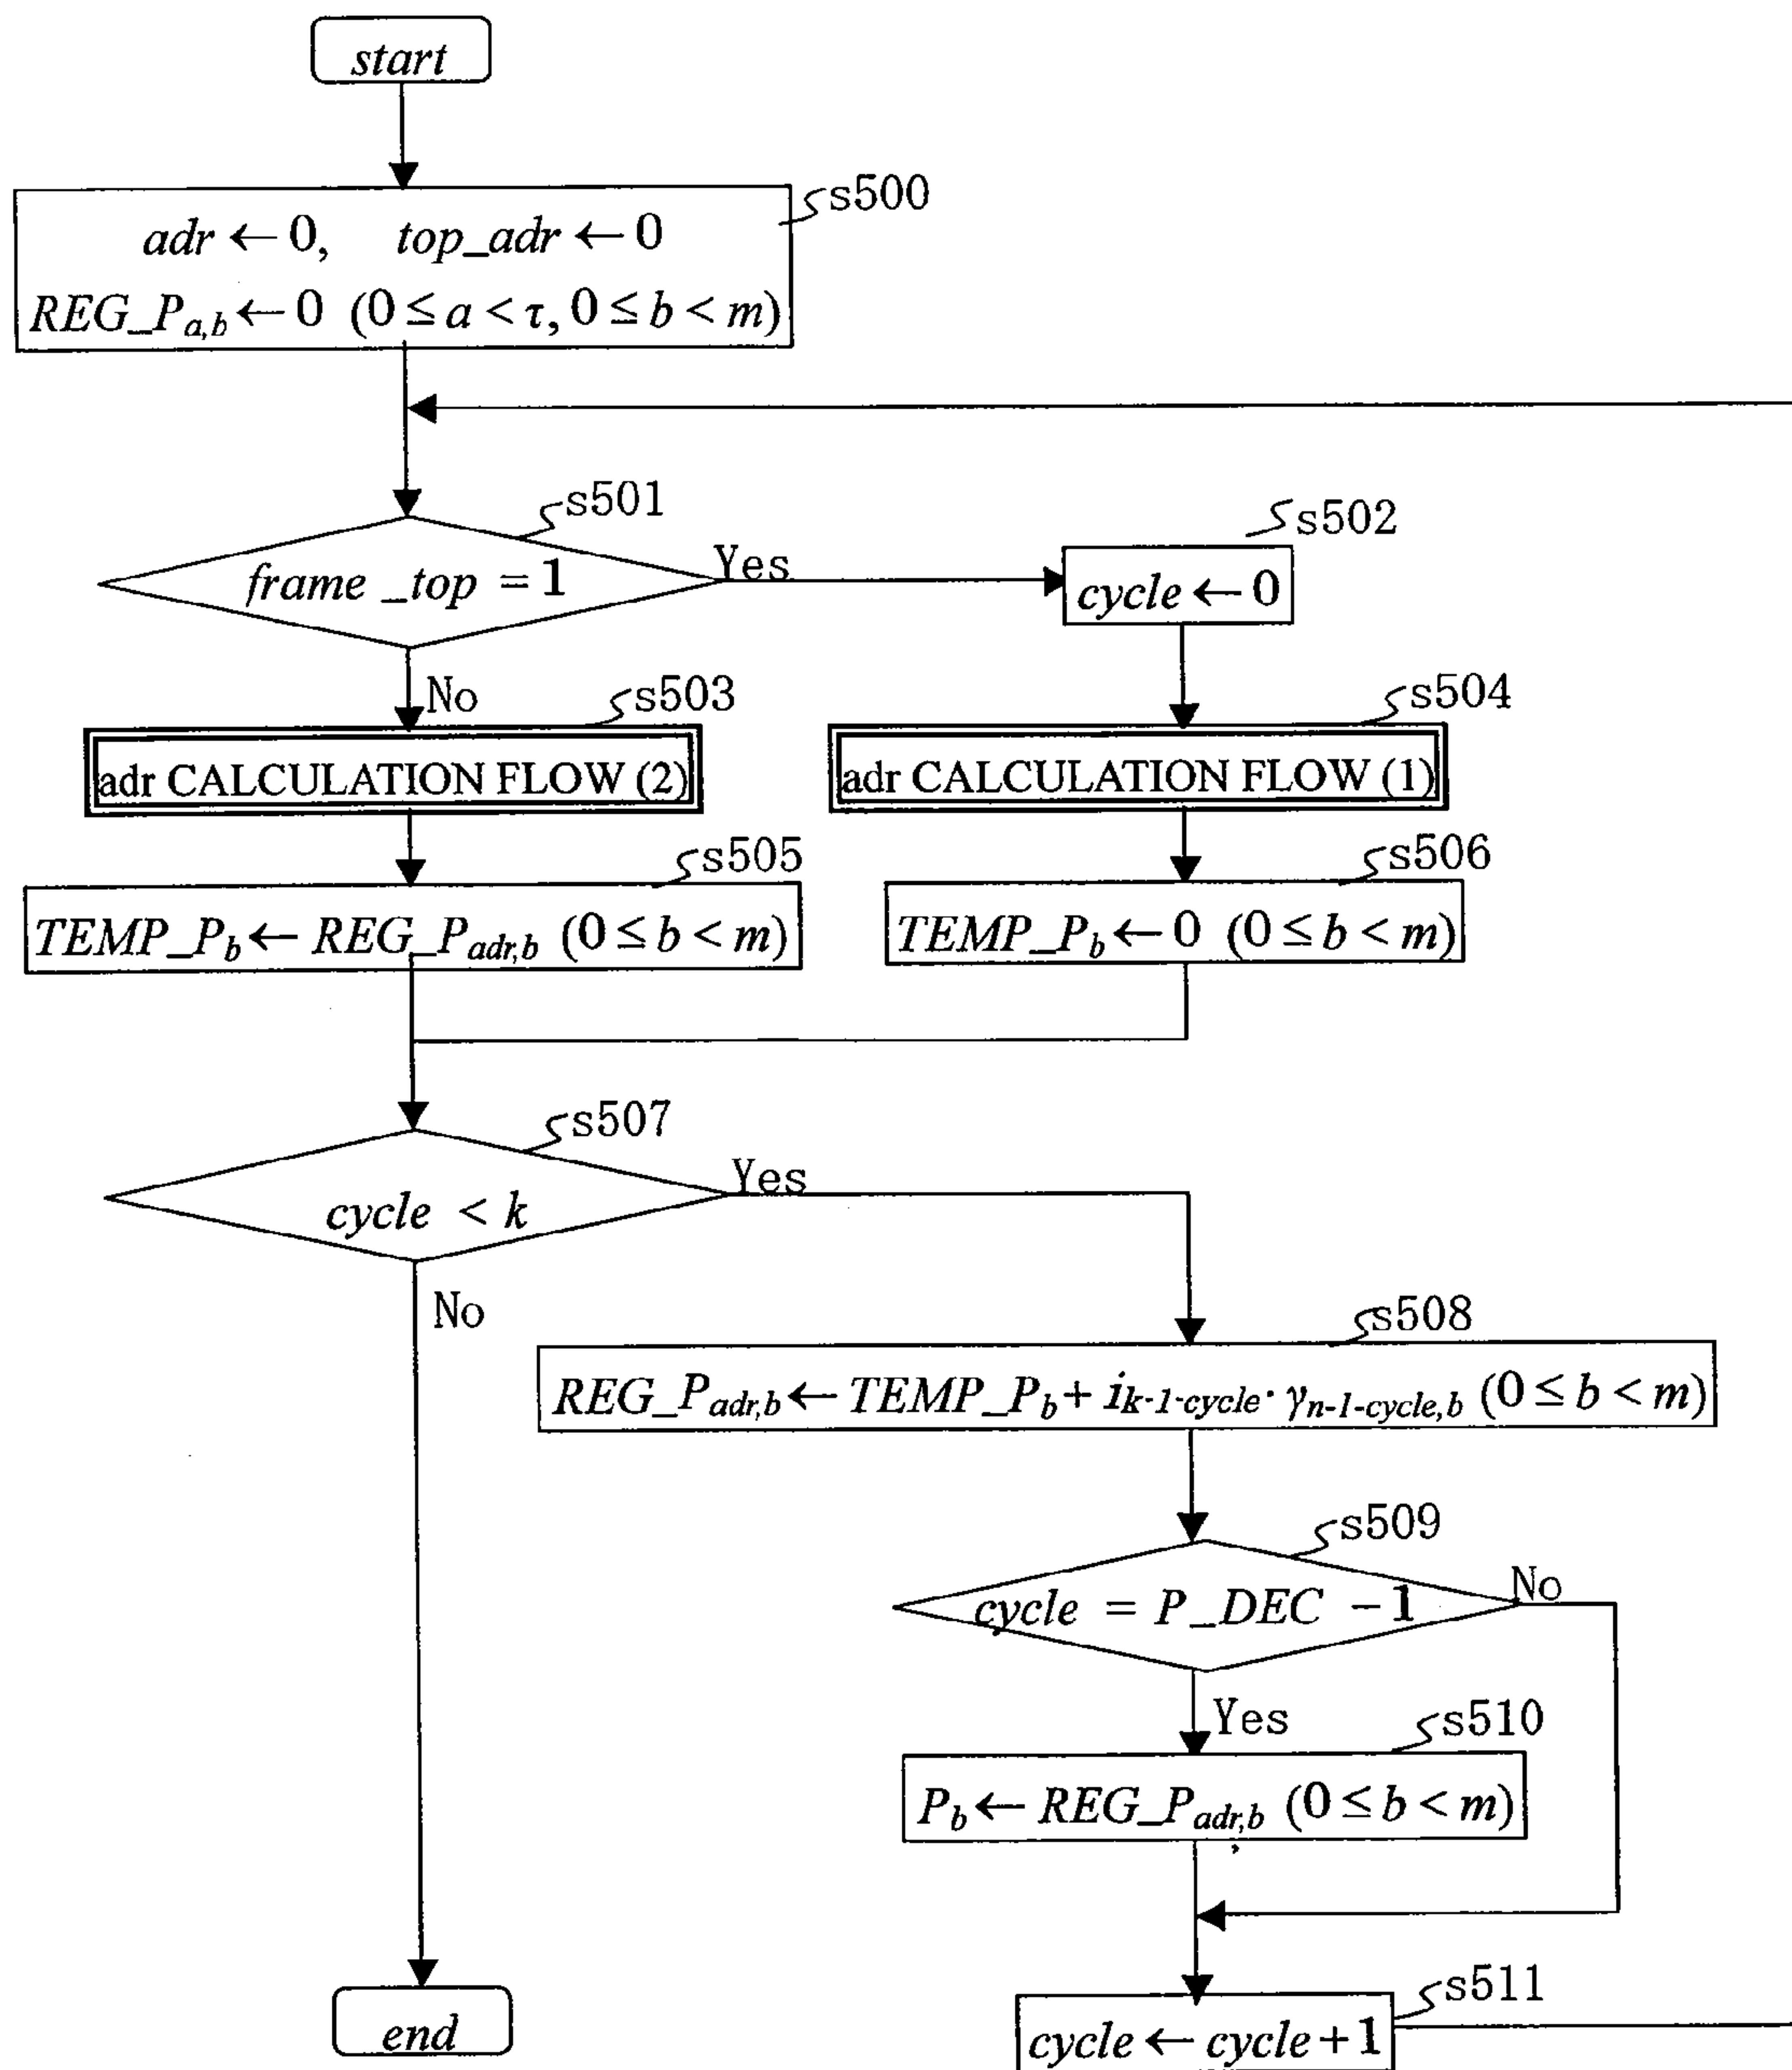 start
s500
adr ← 0, top_adr ← 0
REG_Pa,b ← 0 (0 ≤ a < τ, 0 ≤ b < m)
s501
frame _top = 1
Yes
s502
cycle ← 0
No
s503
adr CALCULATION FLOW (2)
s504
adr CALCULATION FLOW (1)
s505
TEMP_Pb ← REG_Padr,b (0 ≤ b < m)
s506
TEMP_Pb ← 0 (0 ≤ b < m)
s507
cycle < k
Yes
No
s508
REG_Padr,b ← TEMP_Pb + ik-1-cycle · γn-1-cycle,b (0 ≤ b < m)
s509
cycle = P_DEC - 1
No
Yes
s510
Pb ← REG_Padr,b (0 ≤ b < m)
s511
cycle ← cycle + 1
end